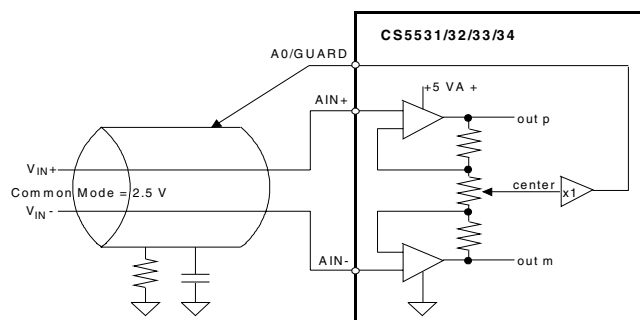 CS5531/32/33/34
A0/GUARD
+5 VA +
AIN+
out p
VIN+
center
x1
Common Mode = 2.5 V
VIN-
AIN-
out m